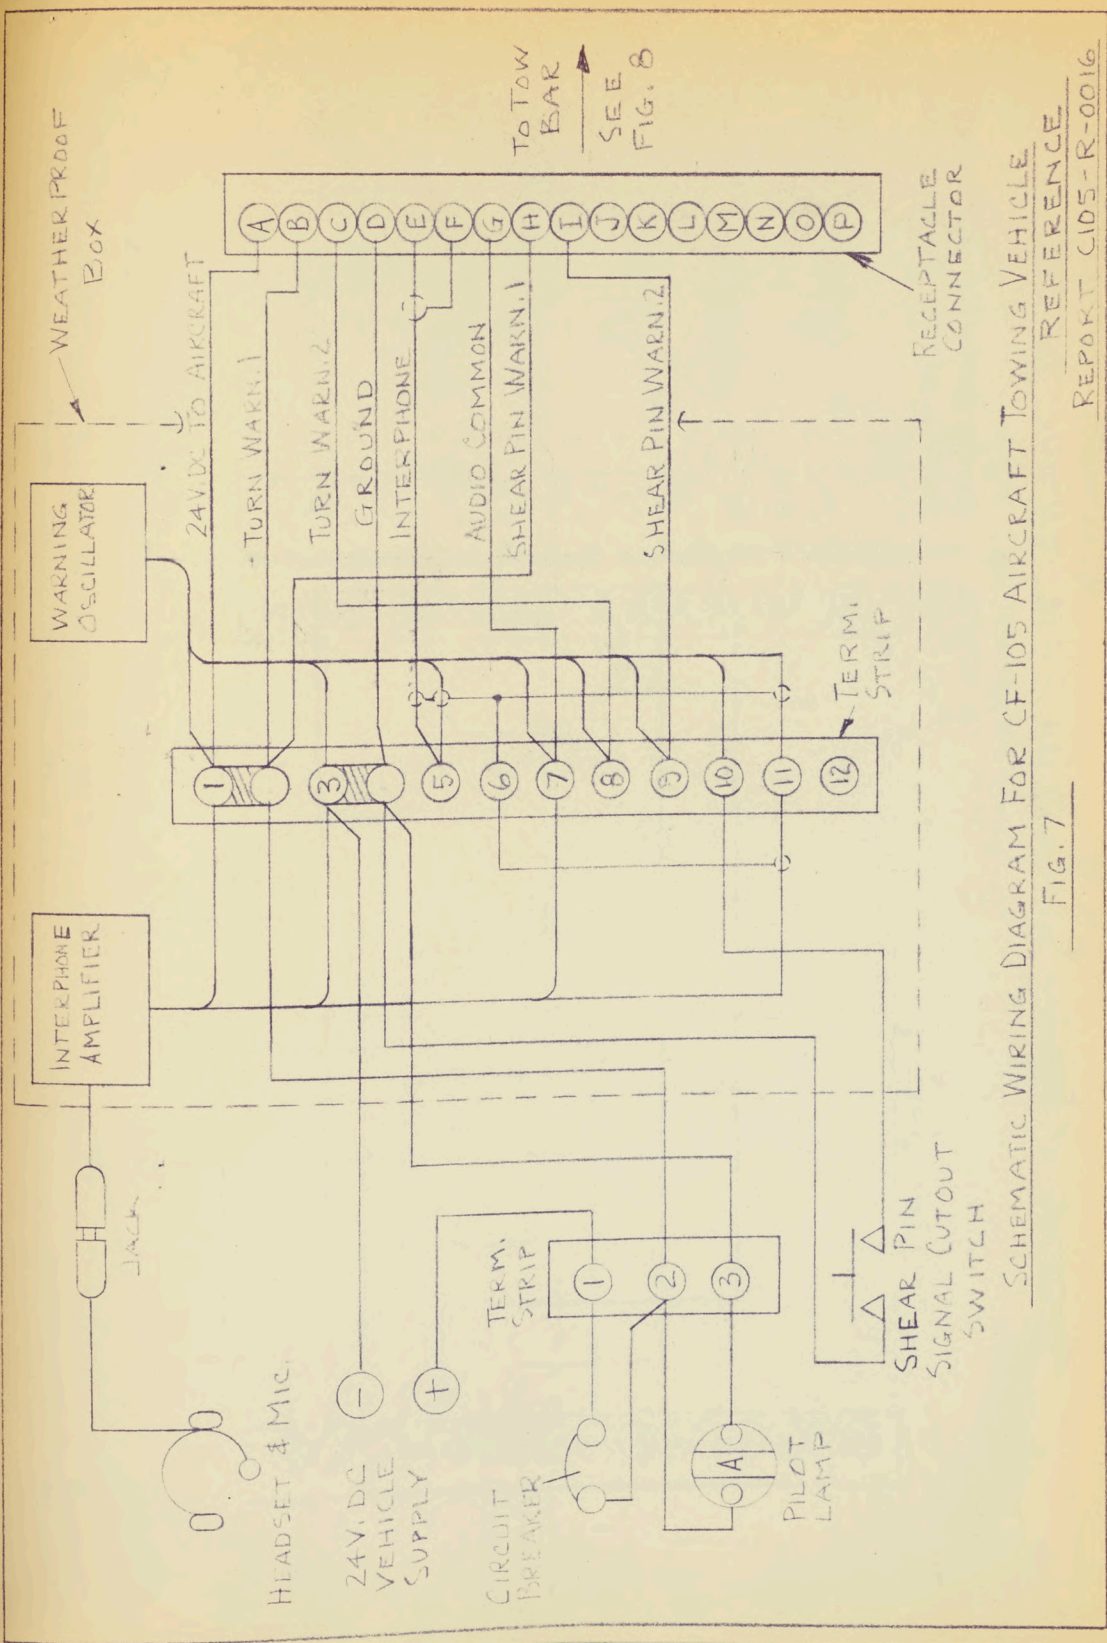 HEADSET & MIC.
JACK
INTERPHONE
AMPLIFIER
WARNING
OSCILLATOR
WEATHERPROOF
BOX
24V. DC
VEHICLE
SUPPLY
-
+
CIRCUIT
BREAKER
PILOT
LAMP
A
TERM.
STRIP
1
2
3
SHEAR PIN
SIGNAL CUTOUT
SWITCH
1
3
5
6
7
8
9
10
11
12
TERM.
STRIP
24V. DC TO AIRCRAFT
TURN WARN. 1
TURN WARN. 2
GROUND
INTERPHONE
AUDIO COMMON
SHEAR PIN WARN. 1
SHEAR PIN WARN. 2
A
B
C
D
E
F
G
H
I
J
K
L
M
N
O
P
RECEPTACLE
CONNECTOR
TO TOW
BAR
SEE
FIG. 8
SCHEMATIC WIRING DIAGRAM FOR CF-105 AIRCRAFT TOWING VEHICLE
FIG. 7
REFERENCE
REPORT C105-R-0016